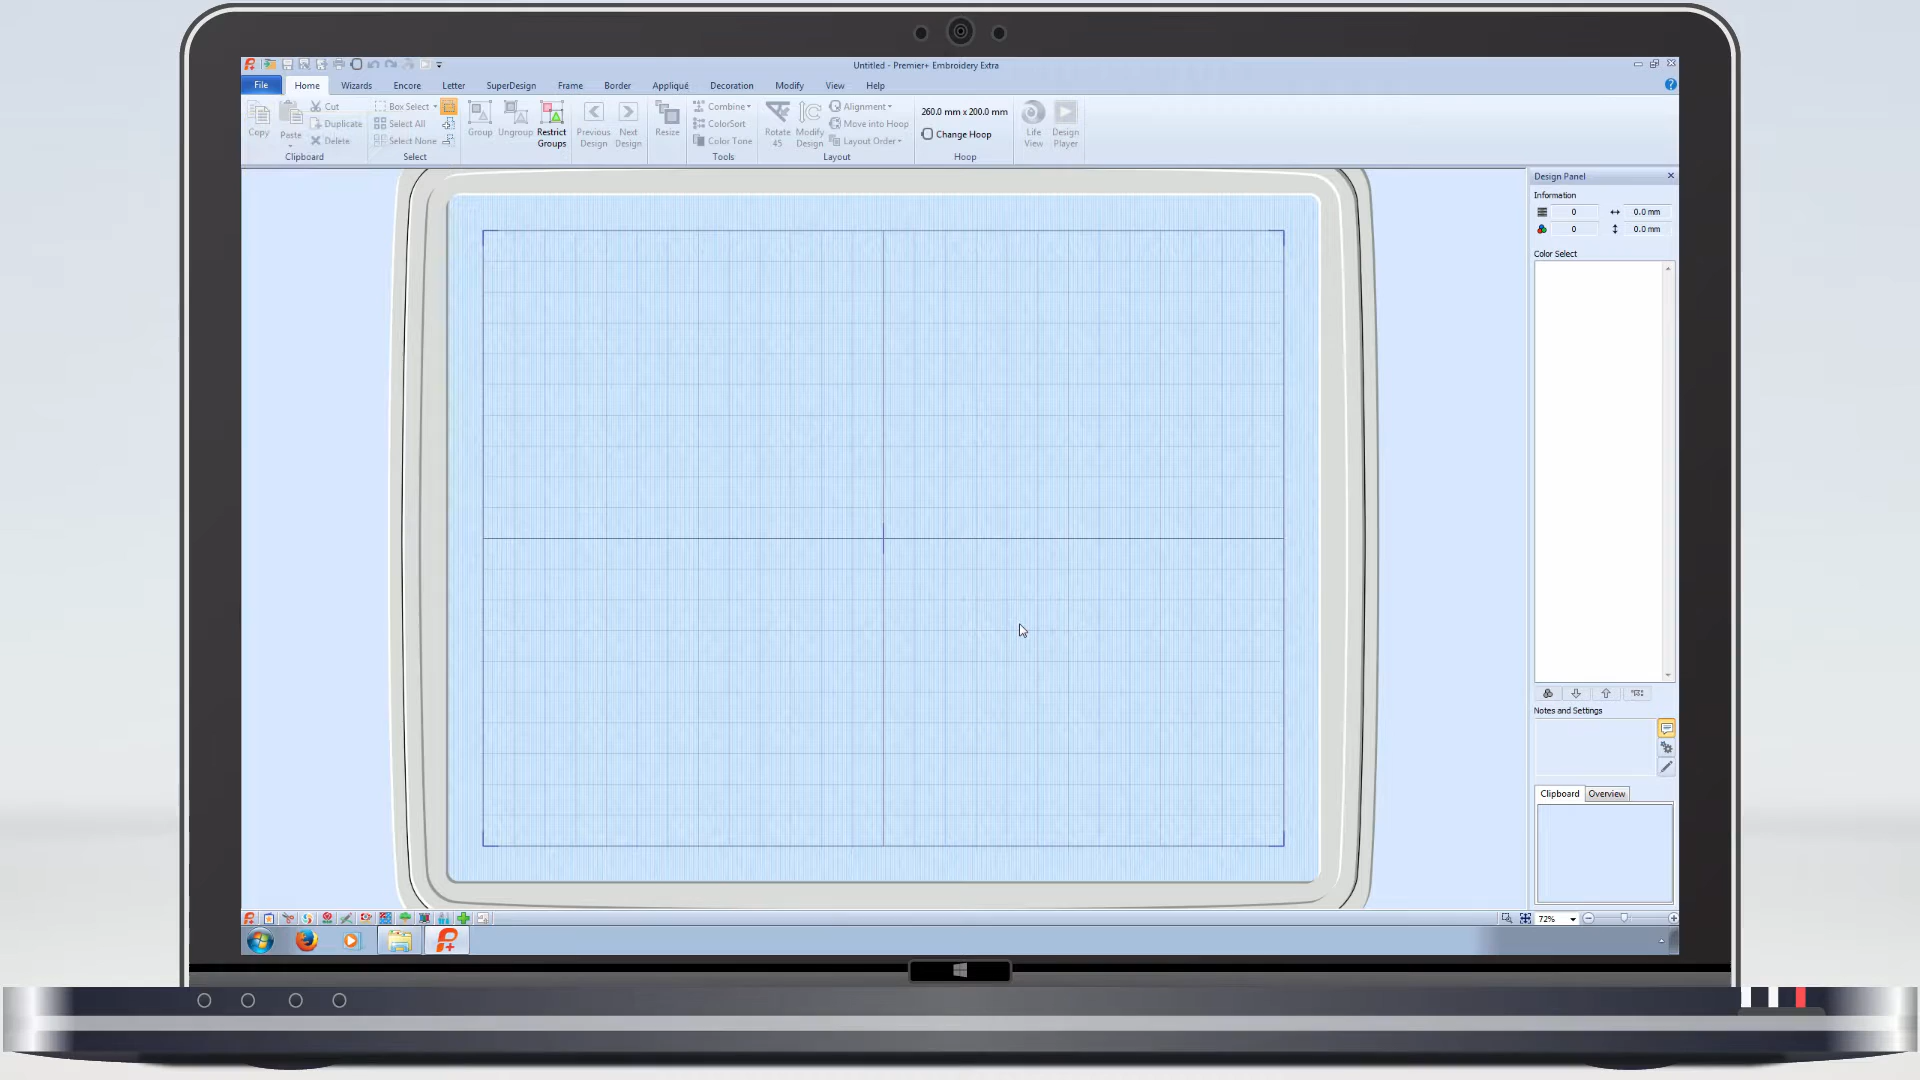 Untitled - Premier+ Embroidery Extra
File Home Wizards Encore Letter SuperDesign Frame Border Appliqué Decoration Modify View Help
Copy
Paste
Cut
Duplicate
Delete
Clipboard
Box Select
Select All
Select None
Select
Group
Ungroup
Restrict Groups
Previous Design
Next Design
Resize
Combine
ColorSort
Color Tone
Tools
Rotate 45
Modify Design
Alignment
Move into Hoop
Layout Order
Layout
260.0 mm x 200.0 mm
Change Hoop
Hoop
Life View
Design Player
Design Panel
Information
0 0.0 mm
0 0.0 mm
Color Select
Notes and Settings
Clipboard Overview
72%